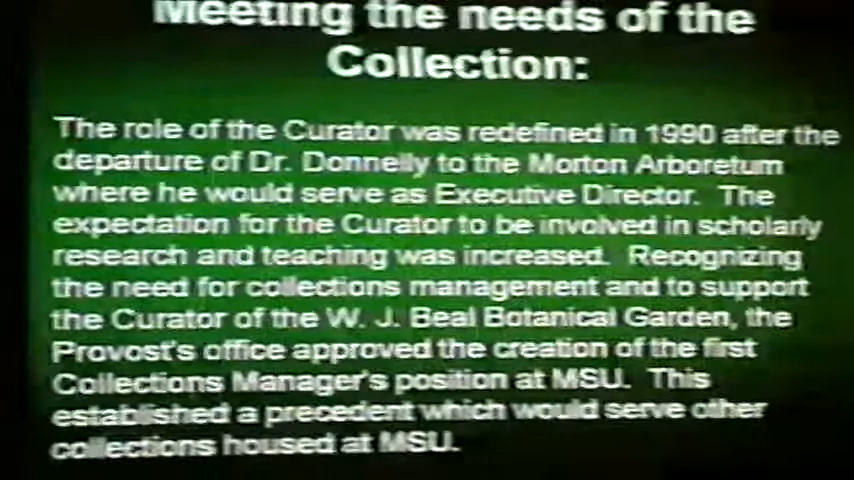 Meeting the needs of the
Collection:
The role of the Curator was redefined in 1990 after the
departure of Dr. Donnelly to the Morton Arboretum
where he would serve as Executive Director. The
expectation for the Curator to be involved in scholarly
research and teaching was increased. Recognizing
the need for collections management and to support
the Curator of the W. J. Beal Botanical Garden, the
Provost's office approved the creation of the first
Collections Manager's position at MSU. This
established a precedent which would serve other
collections housed at MSU.